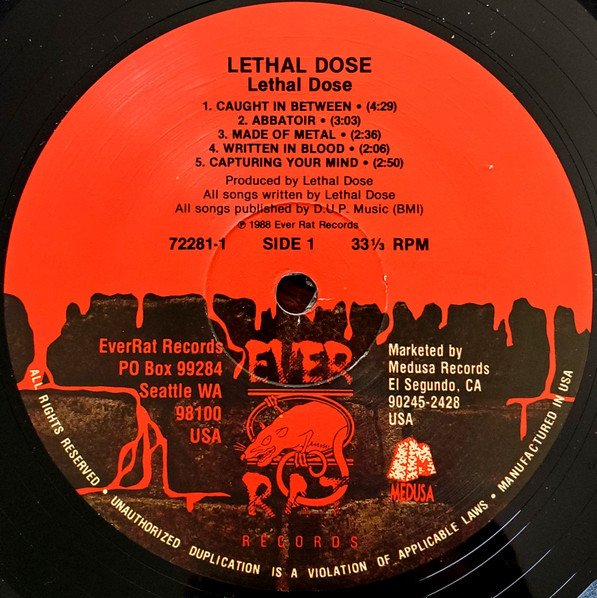 LETHAL DOSE
Lethal Dose
1. CAUGHT IN BETWEEN • (4:29)
2. ABBATOIR • (3:03)
3. MADE OF METAL • (2:36)
4. WRITTEN IN BLOOD • (2:06)
5. CAPTURING YOUR MIND • (2:50)
Produced by Lethal Dose
All songs written by Lethal Dose
All songs published by D.U.P. Music (BMI)
℗ 1988 Ever Rat Records
72281-1 SIDE 1 33⅓ RPM
EverRat Records
PO Box 99284
Seattle WA
98100
USA
EVER
RAT
RECORDS
Marketed by
Medusa Records
El Segundo, CA
90245-2428
USA
MEDUSA
ALL RIGHTS RESERVED • UNAUTHORIZED DUPLICATION IS A VIOLATION OF APPLICABLE LAWS • MANUFACTURED IN USA